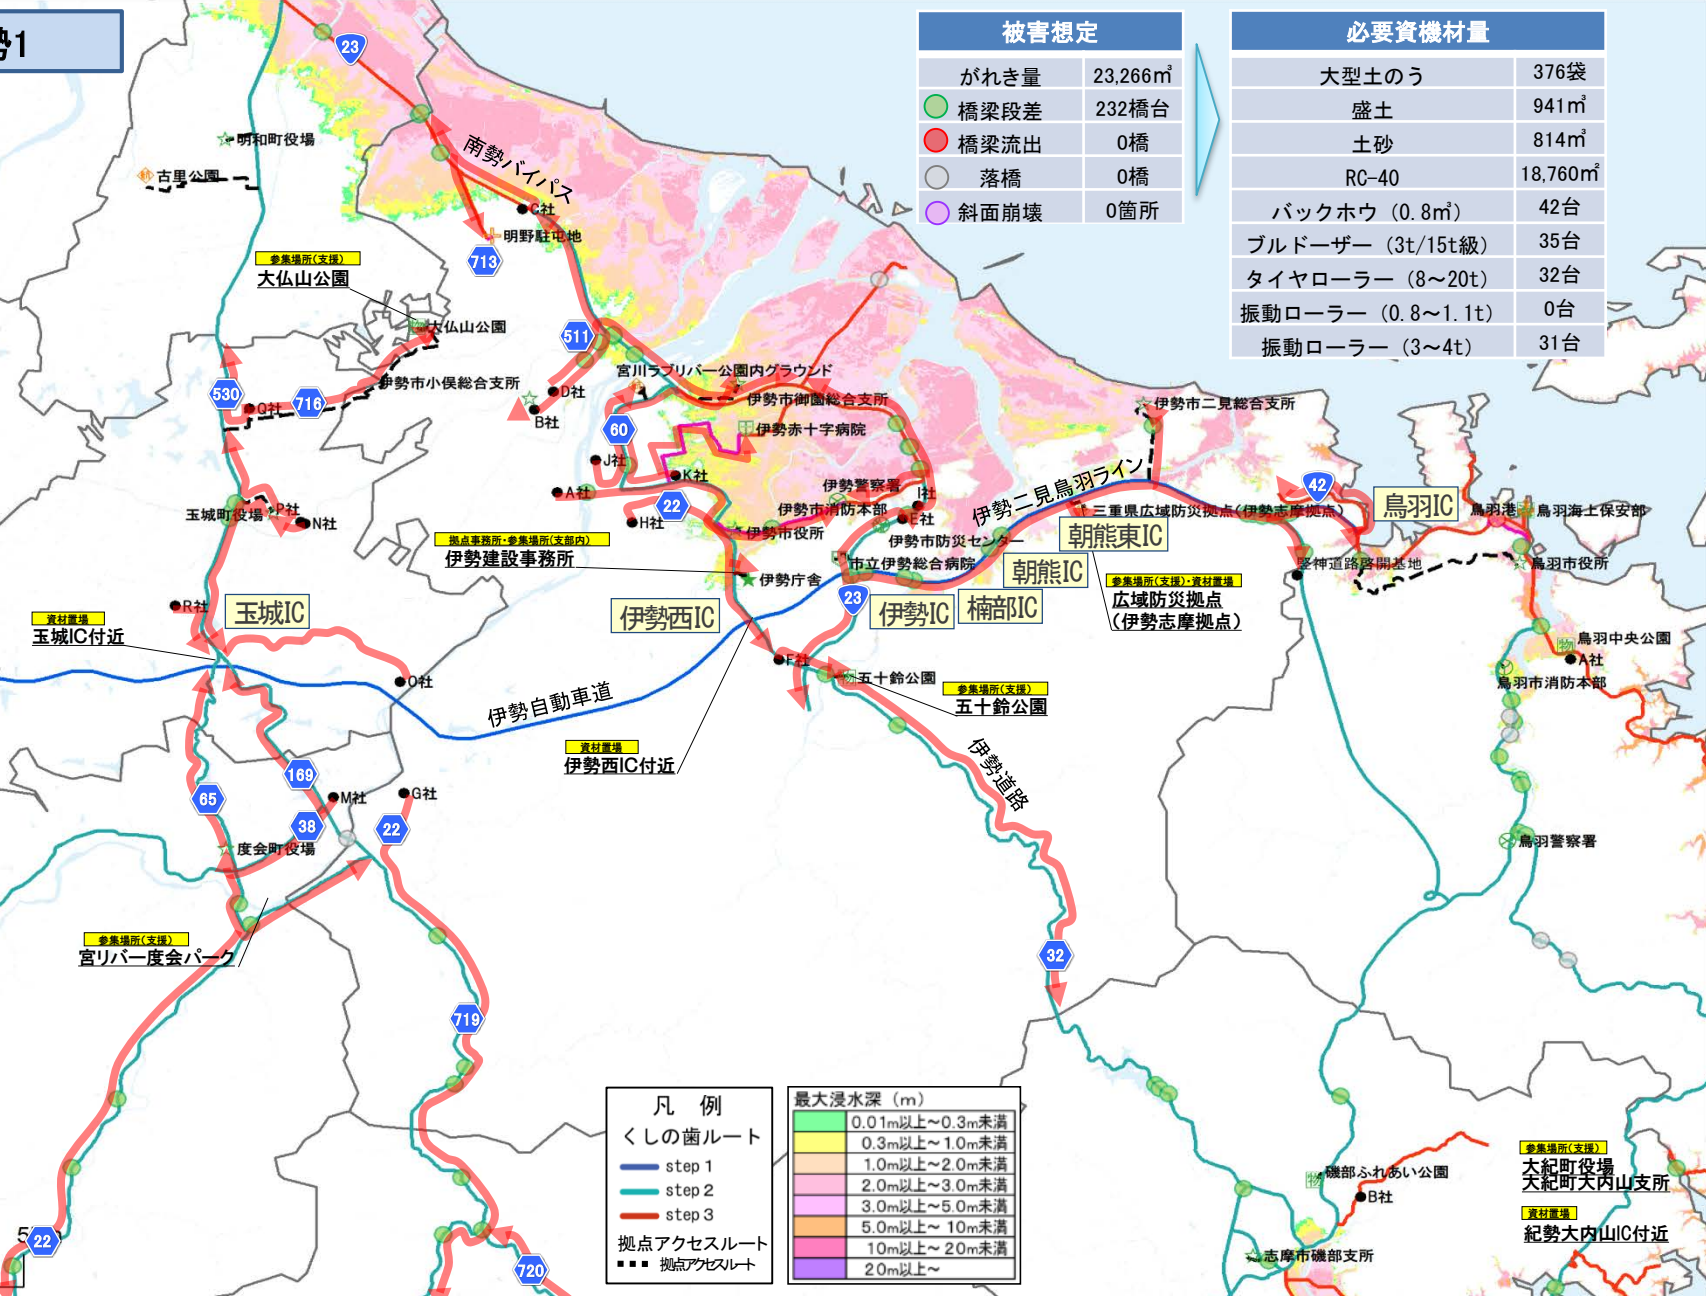 勢1
被害想定
がれき量 23,266㎥
橋梁段差 232橋台
橋梁流出 0橋
落橋 0橋
斜面崩壊 0箇所
必要資機材量
大型土のう 376袋
盛土 941㎥
土砂 814㎥
RC-40 18,760㎡
バックホウ（0.8㎥） 42台
ブルドーザー（3t/15t級） 35台
タイヤローラー（8〜20t） 32台
振動ローラー（0.8〜1.1t） 0台
振動ローラー（3〜4t） 31台
23
明和町役場
古里公園
南勢バイパス
C社
明野駐屯地
713
参集場所(支援)
大仏山公園
大仏山公園
511
宮川ラブリバー公園内グラウンド
伊勢市小俣総合支所
530
Q社
716
D社
B社
伊勢市御薗総合支所
60
伊勢赤十字病院
伊勢市二見総合支所
J社
K社
A社
22
H社
伊勢警察署
I社
伊勢市消防本部
E社
伊勢二見鳥羽ライン
42
鳥羽IC
三重県広域防災拠点(伊勢志摩拠点)
鳥羽港
鳥羽海上保安部
玉城町役場
P社
N社
伊勢市役所
伊勢市防災センター
朝熊東IC
拠点事務所・参集場所(支部内)
伊勢建設事務所
市立伊勢総合病院
朝熊IC
竪神道路啓開基地
鳥羽市役所
伊勢庁舎
参集場所(支援)・資材置場
広域防災拠点
（伊勢志摩拠点）
R社
玉城IC
伊勢西IC
23
伊勢IC
楠部IC
資材置場
玉城IC付近
鳥羽中央公園
A社
F社
五十鈴公園
鳥羽市消防本部
O社
伊勢自動車道
参集場所(支援)
五十鈴公園
資材置場
伊勢西IC付近
伊勢道路
169
65
M社
G社
38
22
度会町役場
鳥羽警察署
参集場所(支援)
宮リバー度会パーク
32
719
凡 例
くしの歯ルート
step 1
step 2
step 3
拠点アクセスルート
拠点アクセスルート
最大浸水深（m）
0.01m以上〜0.3m未満
0.3m以上〜1.0m未満
1.0m以上〜2.0m未満
2.0m以上〜3.0m未満
3.0m以上〜5.0m未満
5.0m以上〜10m未満
10m以上〜20m未満
20m以上〜
磯部ふれあい公園
B社
参集場所(支援)
大紀町役場
大紀町大内山支所
資材置場
紀勢大内山IC付近
志摩市磯部支所
22
720